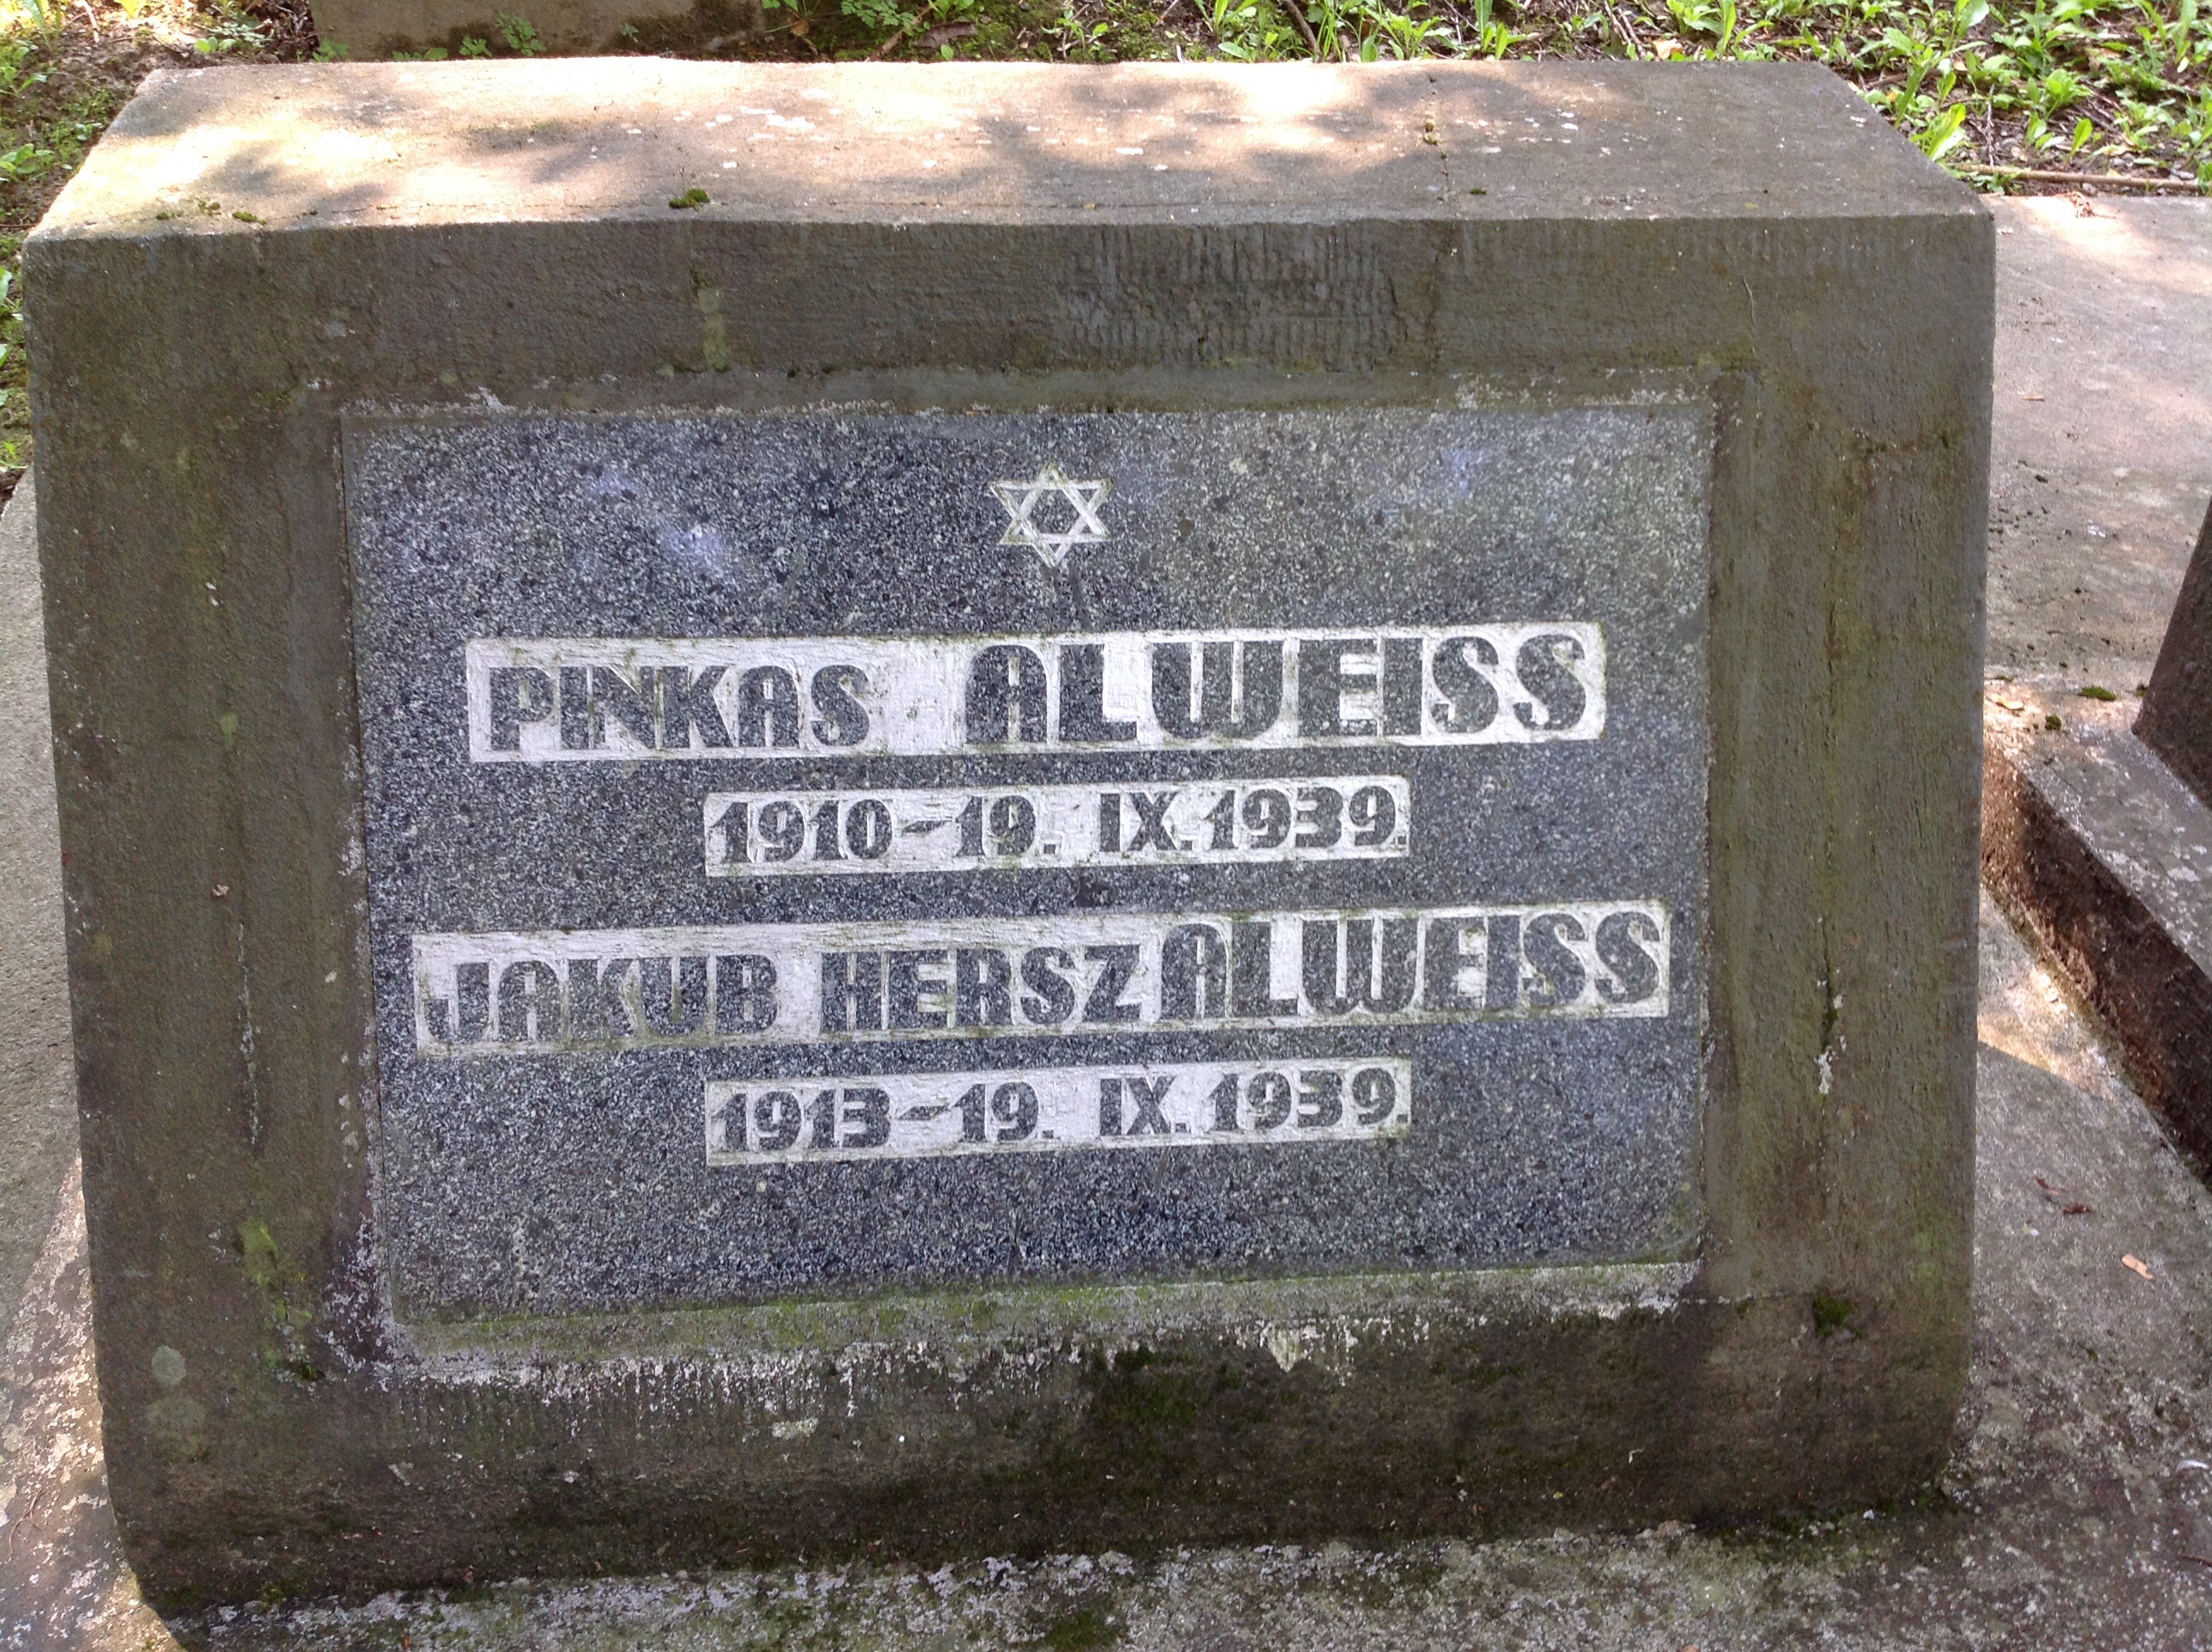 PINKAS ALWEISS
1910-19. IX. 1939.
JAKUB HERSZ ALWEISS
1913-19. IX. 1939.